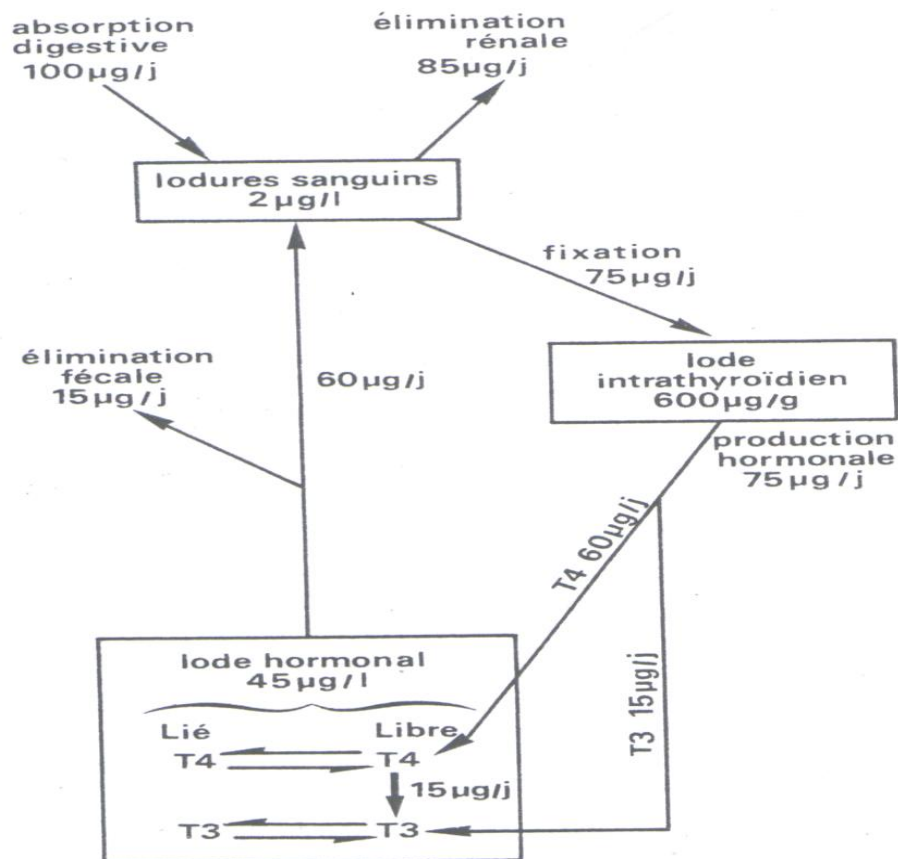 absorption
digestive
100µg/j
élimination
rénale
85µg/j
Iodures sanguins
2µg/l
fixation
75µg/j
élimination
fécale
15µg/j
60µg/j
Iode
intrathyroïdien
600µg/g
production
hormonale
75µg/j
T4 60µg/j
T3 15µg/j
Iode hormonal
45µg/l
Lié
Libre
T4
T4
15µg/j
T3
T3